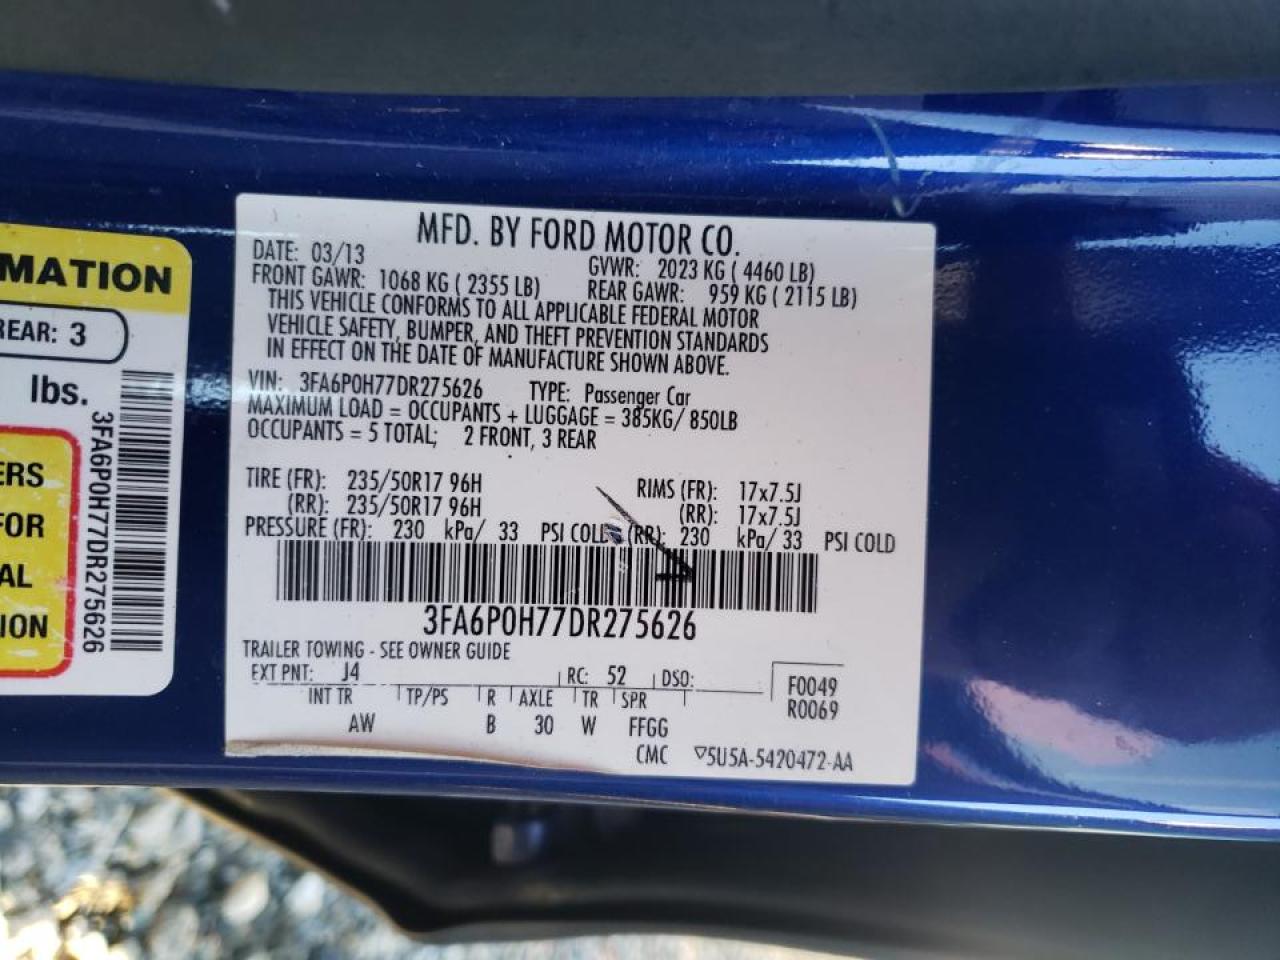 MFD. BY FORD MOTOR CO.
DATE: 03/13 GVWR: 2023 KG ( 4460 LB)
FRONT GAWR: 1068 KG ( 2355 LB) REAR GAWR: 959 KG ( 2115 LB)
THIS VEHICLE CONFORMS TO ALL APPLICABLE FEDERAL MOTOR
VEHICLE SAFETY, BUMPER, AND THEFT PREVENTION STANDARDS
IN EFFECT ON THE DATE OF MANUFACTURE SHOWN ABOVE.
VIN: 3FA6P0H77DR275626 TYPE: Passenger Car
MAXIMUM LOAD = OCCUPANTS + LUGGAGE = 385KG/ 850LB
OCCUPANTS = 5 TOTAL; 2 FRONT, 3 REAR
TIRE (FR): 235/50R17 96H RIMS (FR): 17x7.5J
(RR): 235/50R17 96H (RR): 17x7.5J
PRESSURE (FR): 230 kPa/ 33 PSI COLD (RR): 230 kPa/ 33 PSI COLD
3FA6P0H77DR275626
TRAILER TOWING - SEE OWNER GUIDE
EXT PNT: J4 RC: 52 DSO:
F0049
R0069
INT TR TP/PS R AXLE TR SPR
AW B 30 W FFGG
CMC ▽5U5A-5420472-AA
MATION
REAR: 3
lbs.
3FA6P0H77DR275626
ERS
FOR
AL
ION